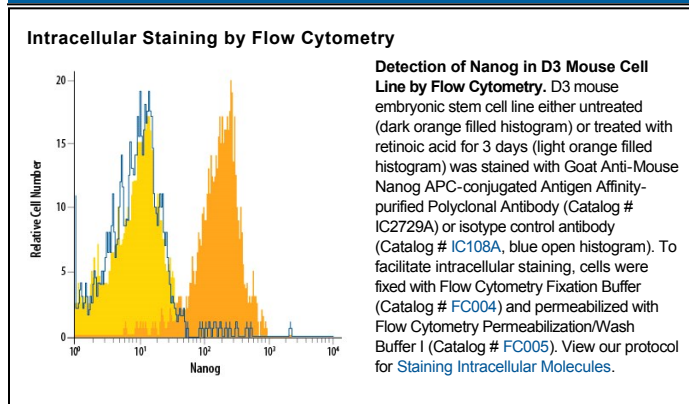 Intracellular Staining by Flow Cytometry
Detection of Nanog in D3 Mouse Cell
Line by Flow Cytometry. D3 mouse
embryonic stem cell line either untreated
(dark orange filled histogram) or treated with
retinoic acid for 3 days (light orange filled
histogram) was stained with Goat Anti-Mouse
Nanog APC-conjugated Antigen Affinity-
purified Polyclonal Antibody (Catalog #
IC2729A) or isotype control antibody
(Catalog # IC108A, blue open histogram). To
facilitate intracellular staining, cells were
fixed with Flow Cytometry Fixation Buffer
(Catalog # FC004) and permeabilized with
Flow Cytometry Permeabilization/Wash
Buffer I (Catalog # FC005). View our protocol
for Staining Intracellular Molecules.
Relative Cell Number
20
15
10
5
0
10⁰ 10¹ 10² 10³ 10⁴
Nanog